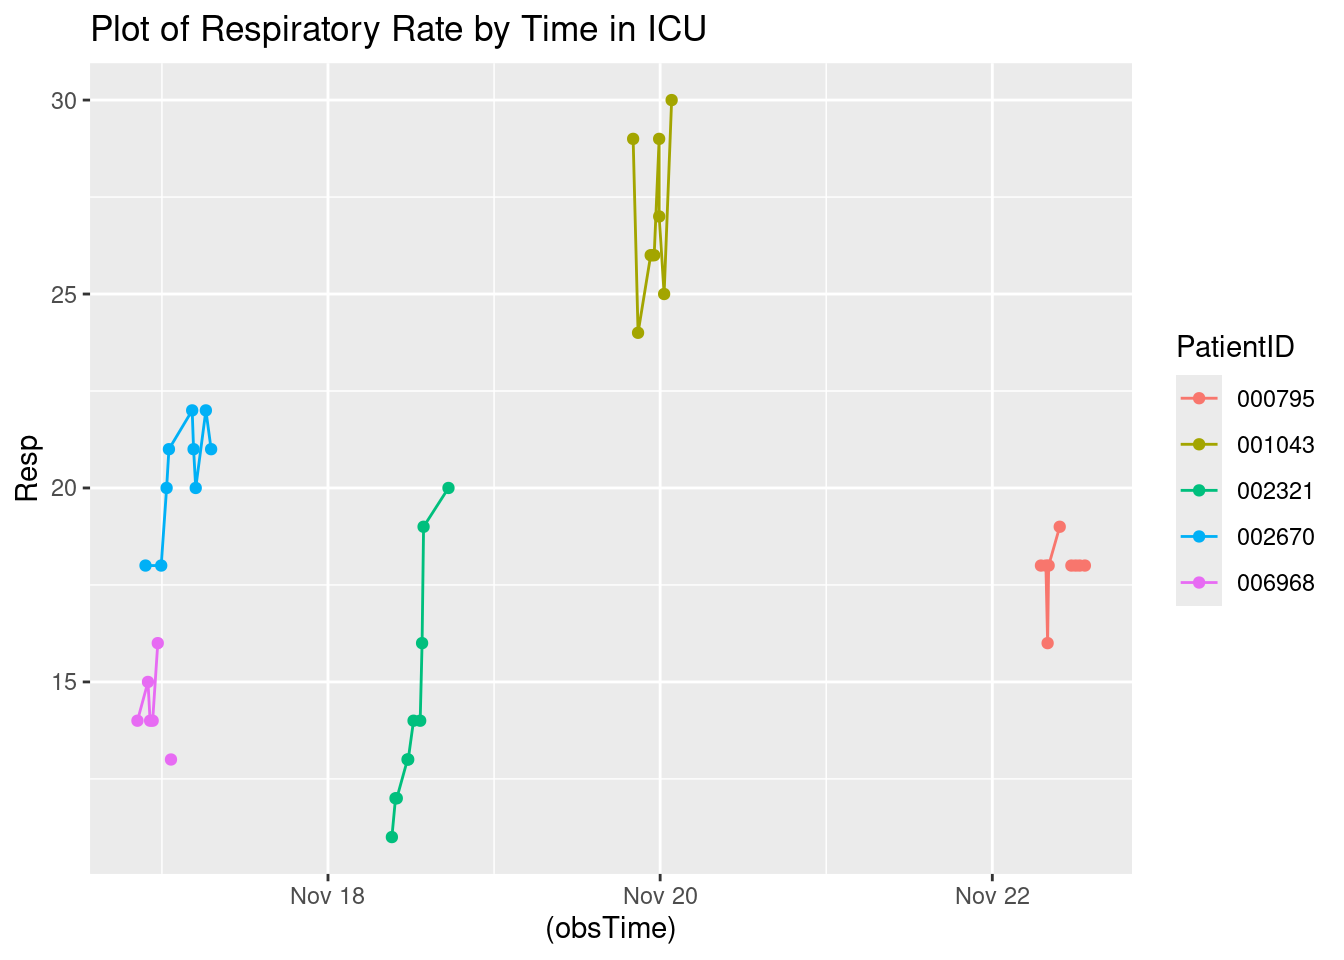 Plot of Respiratory Rate by Time in ICU
30
25
20
15
Resp
Nov 18
Nov 20
Nov 22
(obsTime)
PatientID
000795
001043
002321
002670
006968